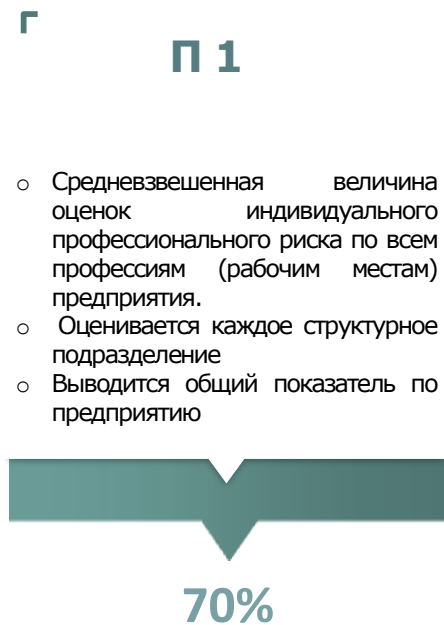 П 1
o Средневзвешенная величина
оценок индивидуального
профессионального риска по всем
профессиям (рабочим местам)
предприятия.
o Оценивается каждое структурное
подразделение
o Выводится общий показатель по
предприятию
70%